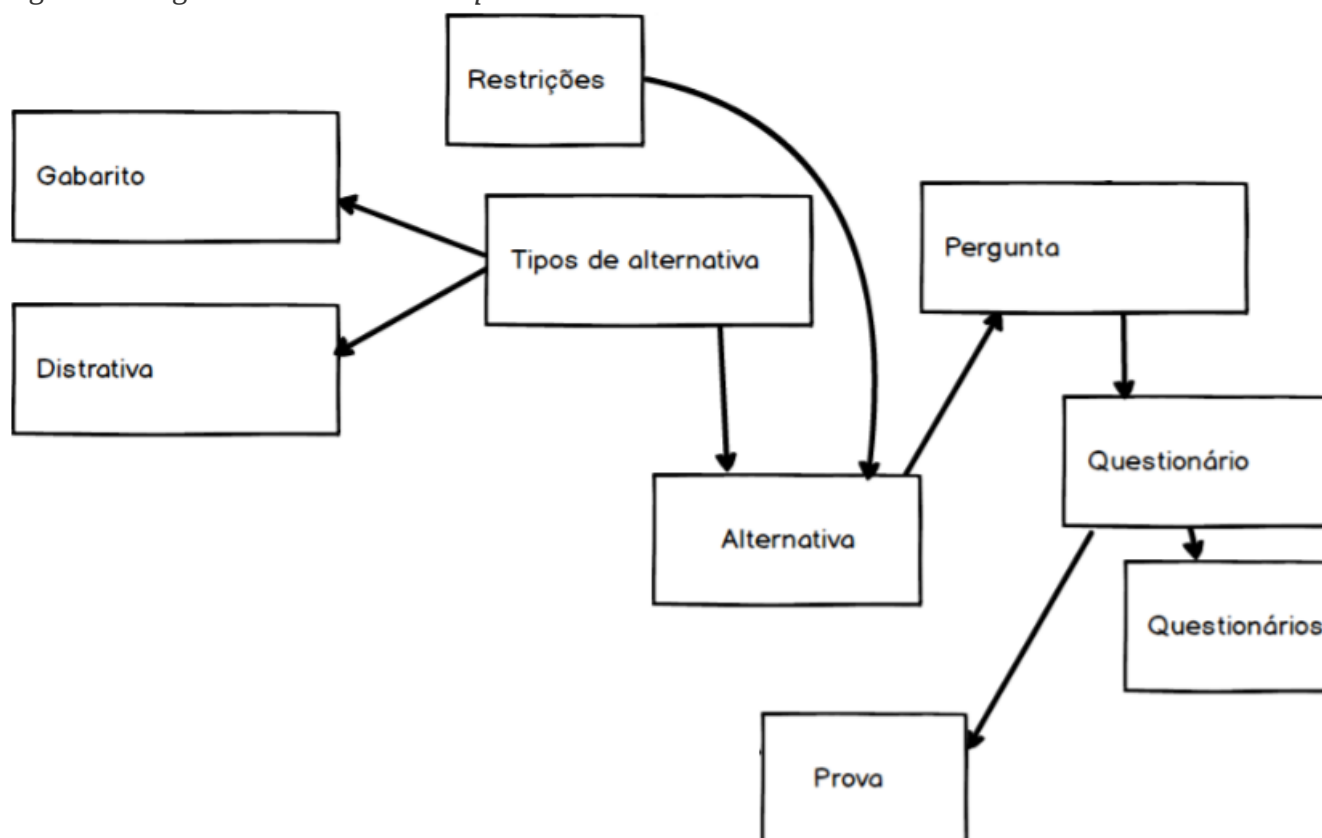 Restrições
Gabarito
Tipos de alternativa
Pergunta
Distrativa
Alternativa
Questionário
Questionários
Prova